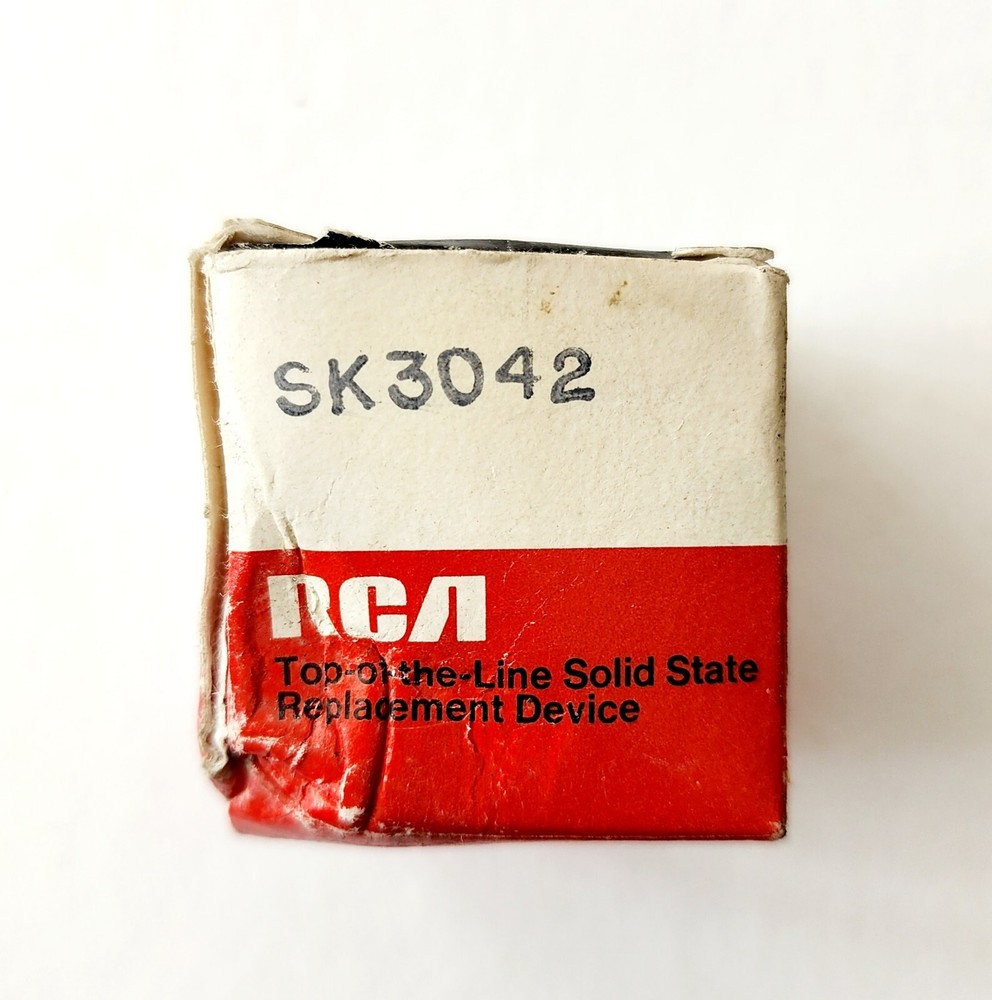 SK3042
RCA
Top-of-the-Line Solid State
Replacement Device